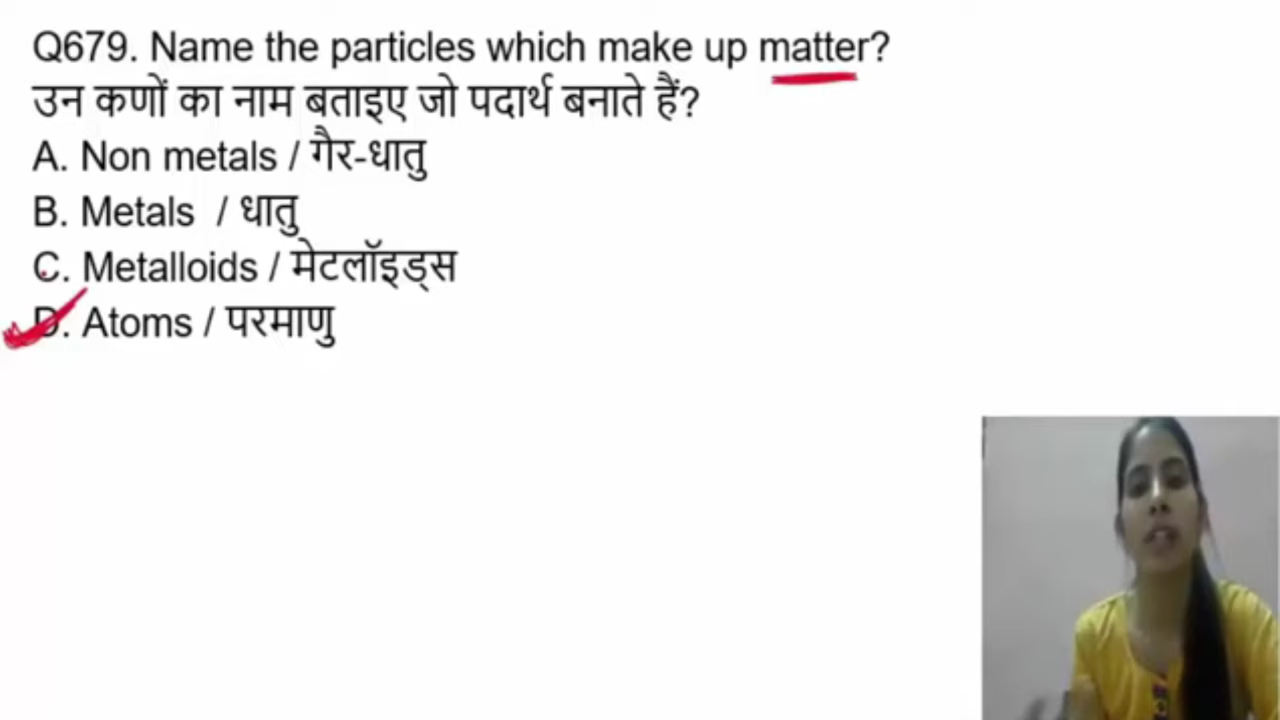 Q679. Name the particles which make up matter?
उन कणों का नाम बताइए जो पदार्थ बनाते हैं?
A. Non metals / गैर-धातु
B. Metals / धातु
C. Metalloids / मेटलॉइड्स
D. Atoms / परमाणु